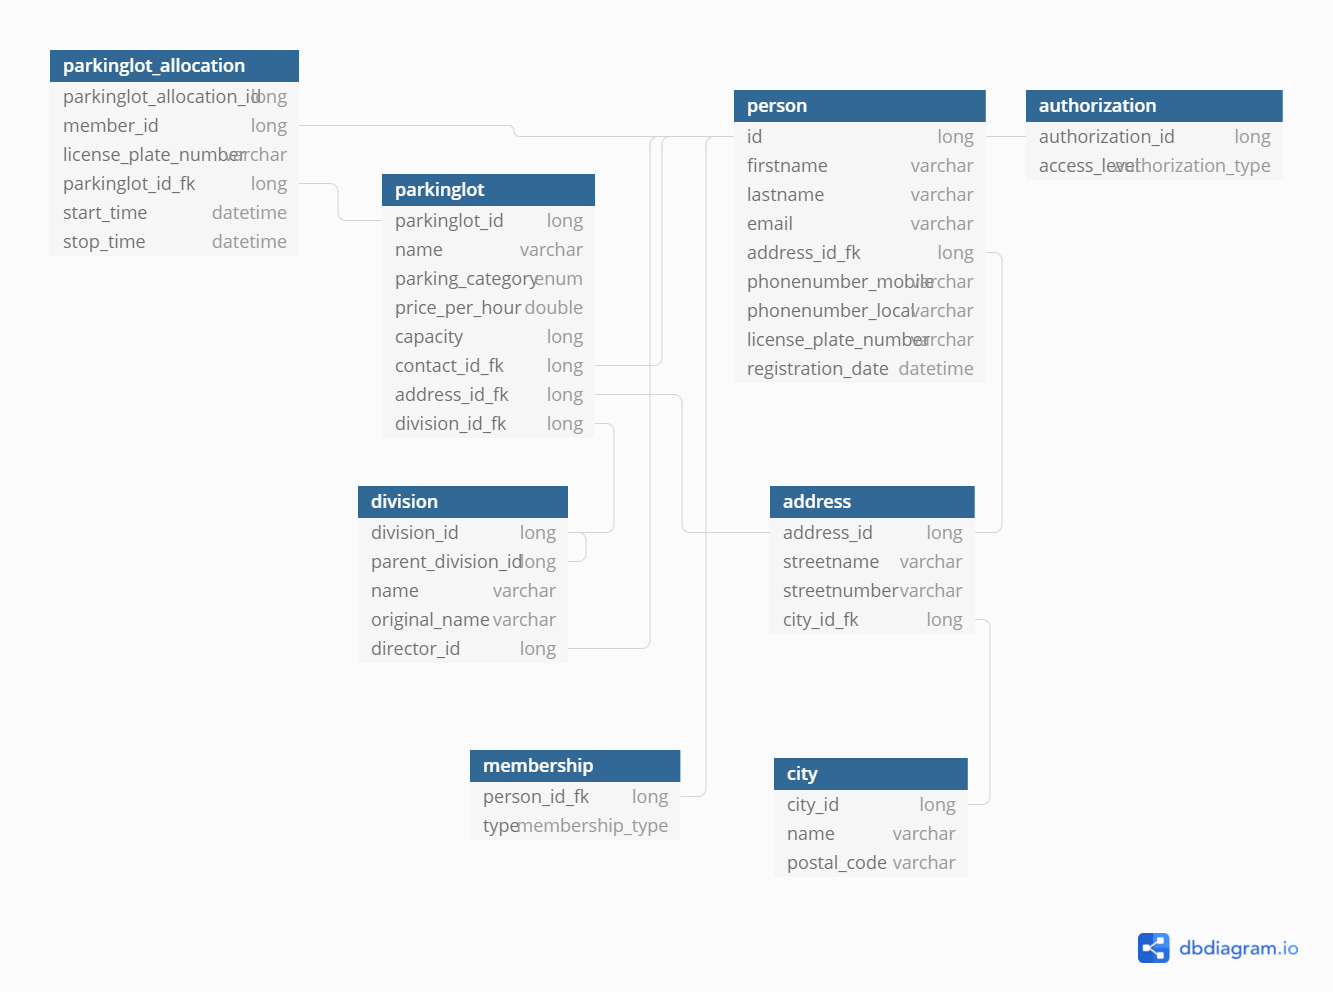 parkinglot_allocation
parkinglot_allocation_id long
member_id long
license_plate_number varchar
parkinglot_id_fk long
start_time datetime
stop_time datetime
parkinglot
parkinglot_id long
name varchar
parking_category enum
price_per_hour double
capacity long
contact_id_fk long
address_id_fk long
division_id_fk long
person
id long
firstname varchar
lastname varchar
email varchar
address_id_fk long
phonenumber_mobile varchar
phonenumber_local varchar
license_plate_number varchar
registration_date datetime
authorization
authorization_id long
access_level authorization_type
division
division_id long
parent_division_id long
name varchar
original_name varchar
director_id long
address
address_id long
streetname varchar
streetnumber varchar
city_id_fk long
membership
person_id_fk long
type membership_type
city
city_id long
name varchar
postal_code varchar
dbdiagram.io